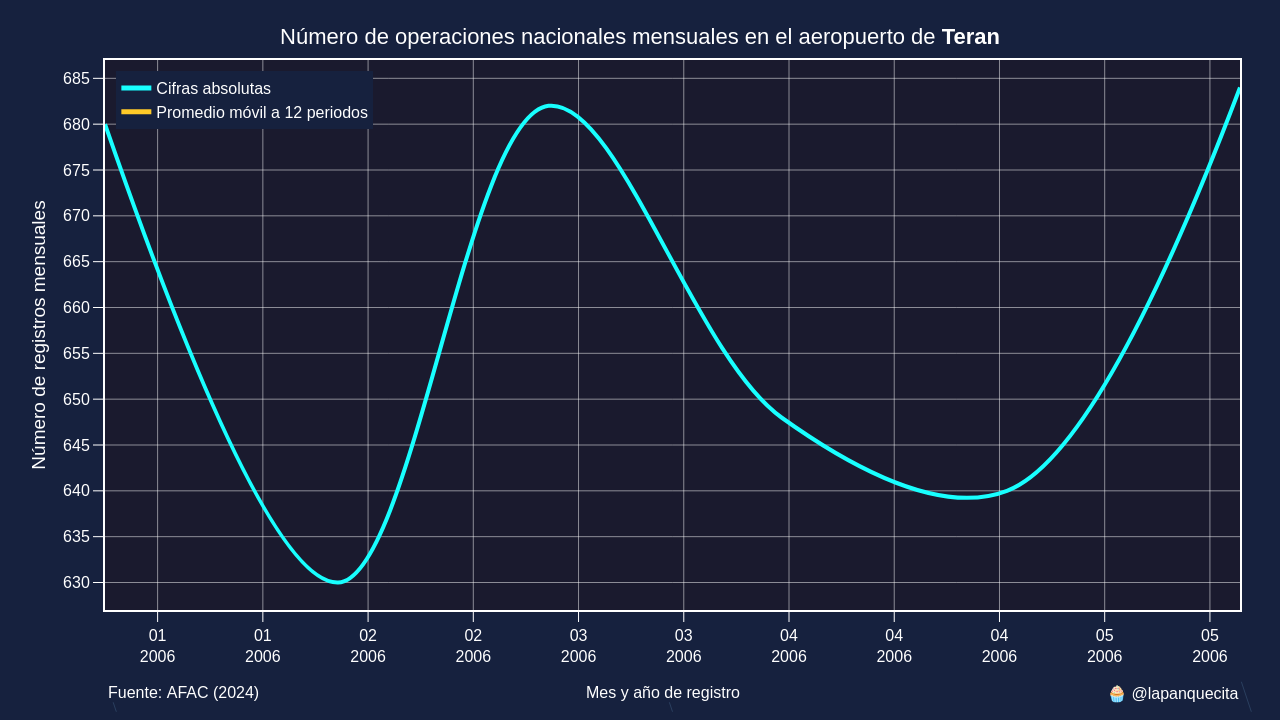 Número de operaciones nacionales mensuales en el aeropuerto de Teran
Cifras absolutas
Promedio móvil a 12 periodos
Número de registros mensuales
685
680
675
670
665
660
655
650
645
640
635
630
01 01 02 02 03 03 04 04 04 05 05
2006 2006 2006 2006 2006 2006 2006 2006 2006 2006 2006
Fuente: AFAC (2024)
Mes y año de registro
🧁 @lapanquecita